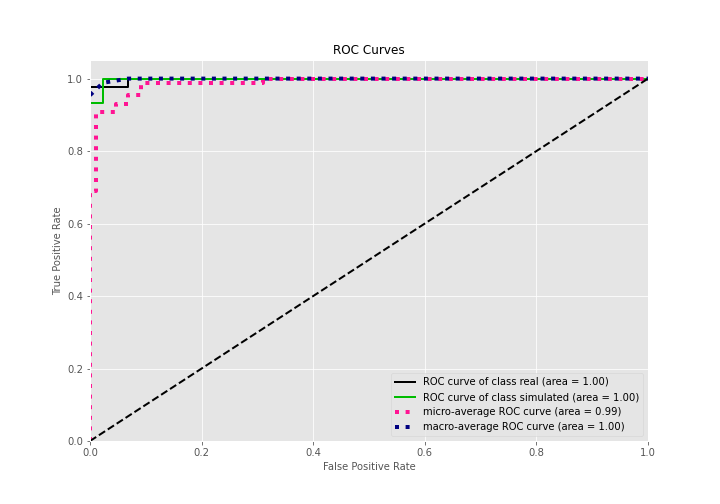 ROC Curves
True Positive Rate
1.0
0.8
0.6
0.4
0.2
0.0
0.0 0.2 0.4 0.6 0.8 1.0
False Positive Rate
ROC curve of class real (area = 1.00)
ROC curve of class simulated (area = 1.00)
micro-average ROC curve (area = 0.99)
macro-average ROC curve (area = 1.00)